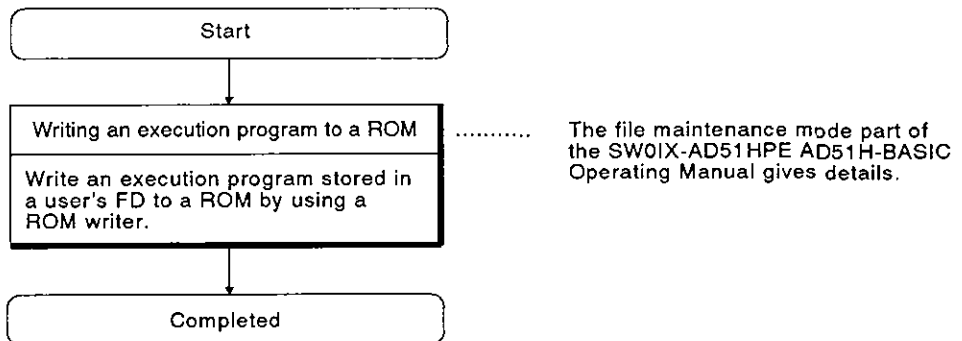 Start
Writing an execution program to a ROM ...........
The file maintenance mode part of
the SW0IX-AD51HPE AD51H-BASIC
Operating Manual gives details.
Write an execution program stored in
a user's FD to a ROM by using a
ROM writer.
Completed